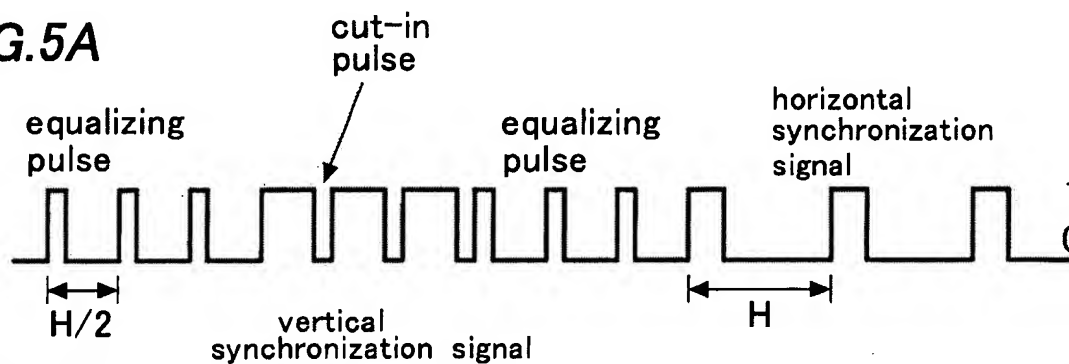 G.5A
cut-in
pulse
equalizing
pulse
equalizing
pulse
horizontal
synchronization
signal
H/2
vertical
synchronization signal
H